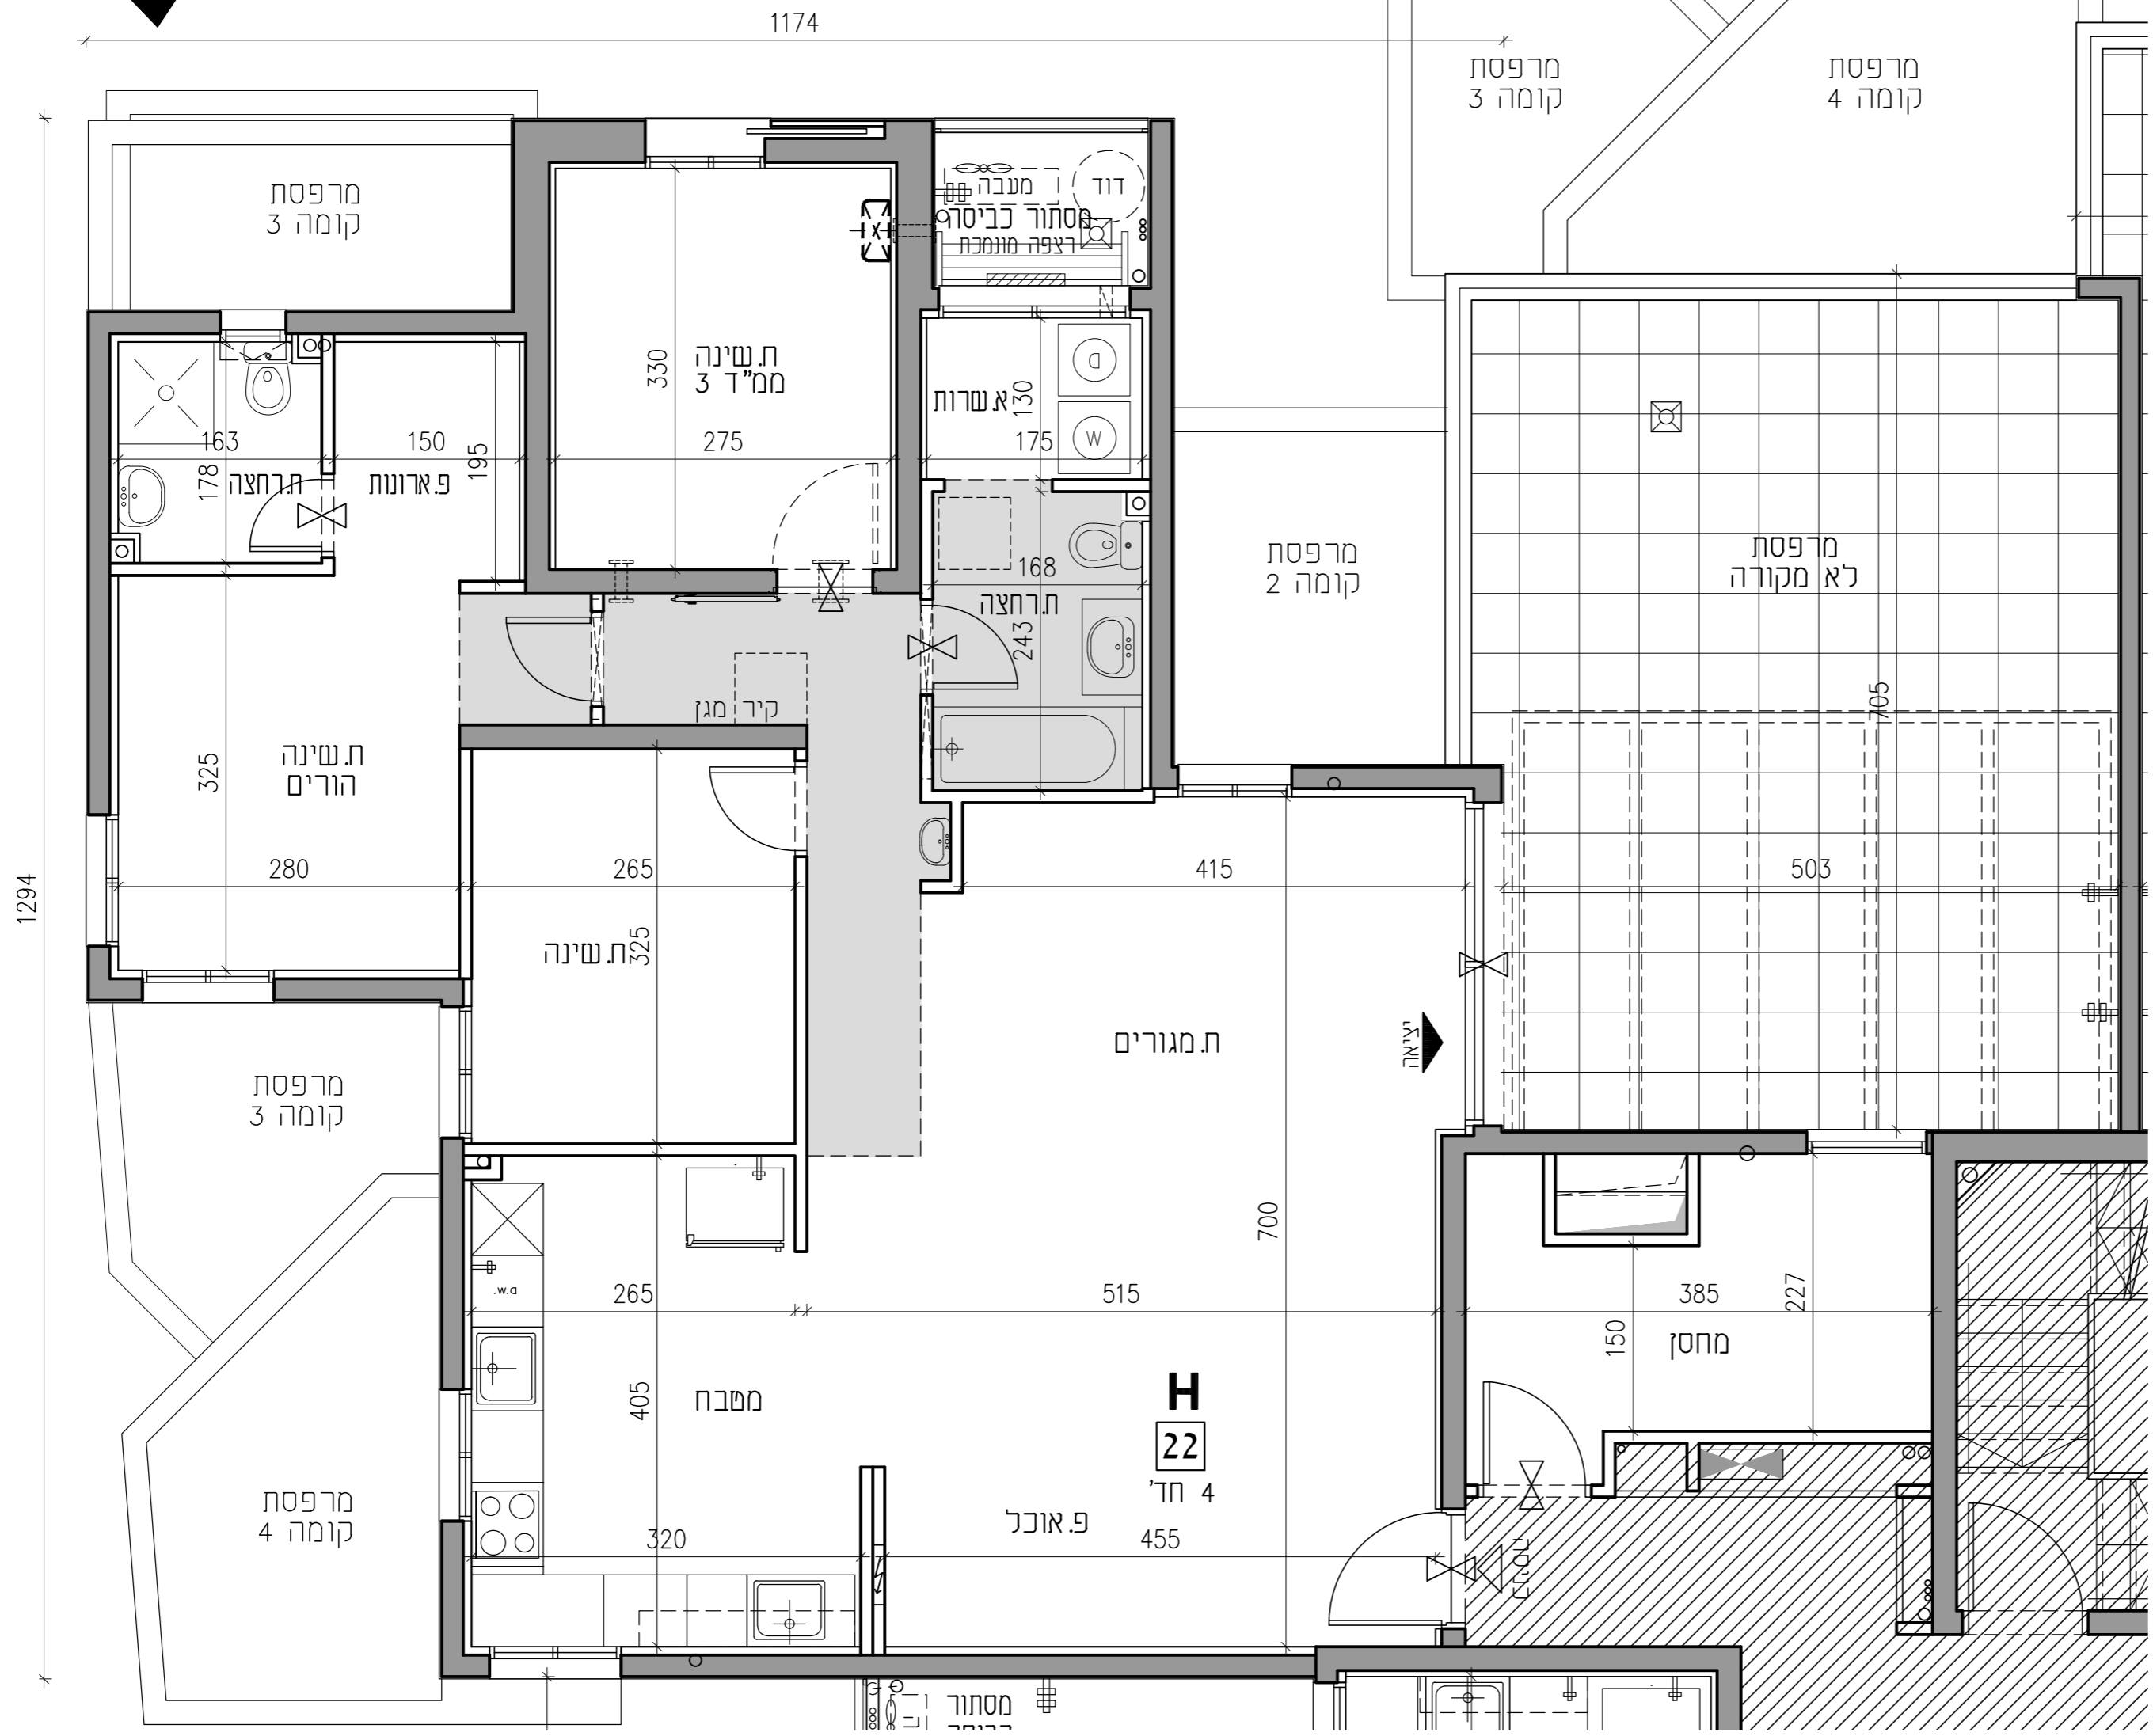 1174
מרפסת
קומה 3
מרפסת
קומה 4
מרפסת
קומה 3
מעבה
דוד
מסתור כביסה
רצפה מונמכת
ח.שינה
ממ"ד 3
330
275
א.שרות
130
175
D
W
163
178
ח.רחצה
150
195
פ.ארונות
168
ח.רחצה
243
מרפסת
קומה 2
מרפסת
לא מקורה
705
503
קיר מגן
ח.שינה
הורים
325
280
265
ח.שינה
325
415
1294
ח.מגורים
יציאה
מרפסת
קומה 3
700
265
515
d.w.
405
מטבח
H
22
4 חד'
385
227
150
מחסן
מרפסת
קומה 4
320
פ.אוכל
455
כניסה
מסתור